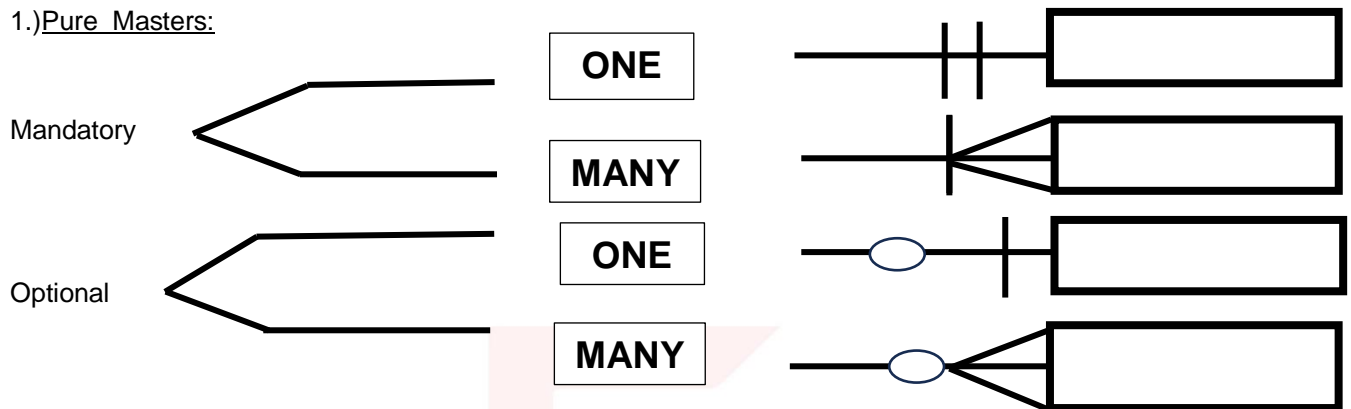 1.)Pure Masters:
ONE
Mandatory
MANY
ONE
Optional
MANY